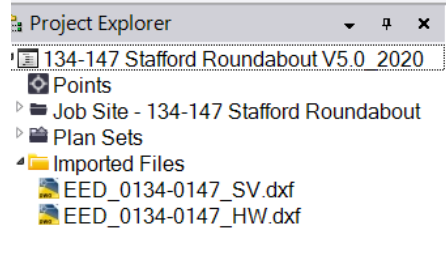 Project Explorer
134-147 Stafford Roundabout V5.0_2020
Points
Job Site - 134-147 Stafford Roundabout
Plan Sets
Imported Files
EED_0134-0147_SV.dxf
EED_0134-0147_HW.dxf